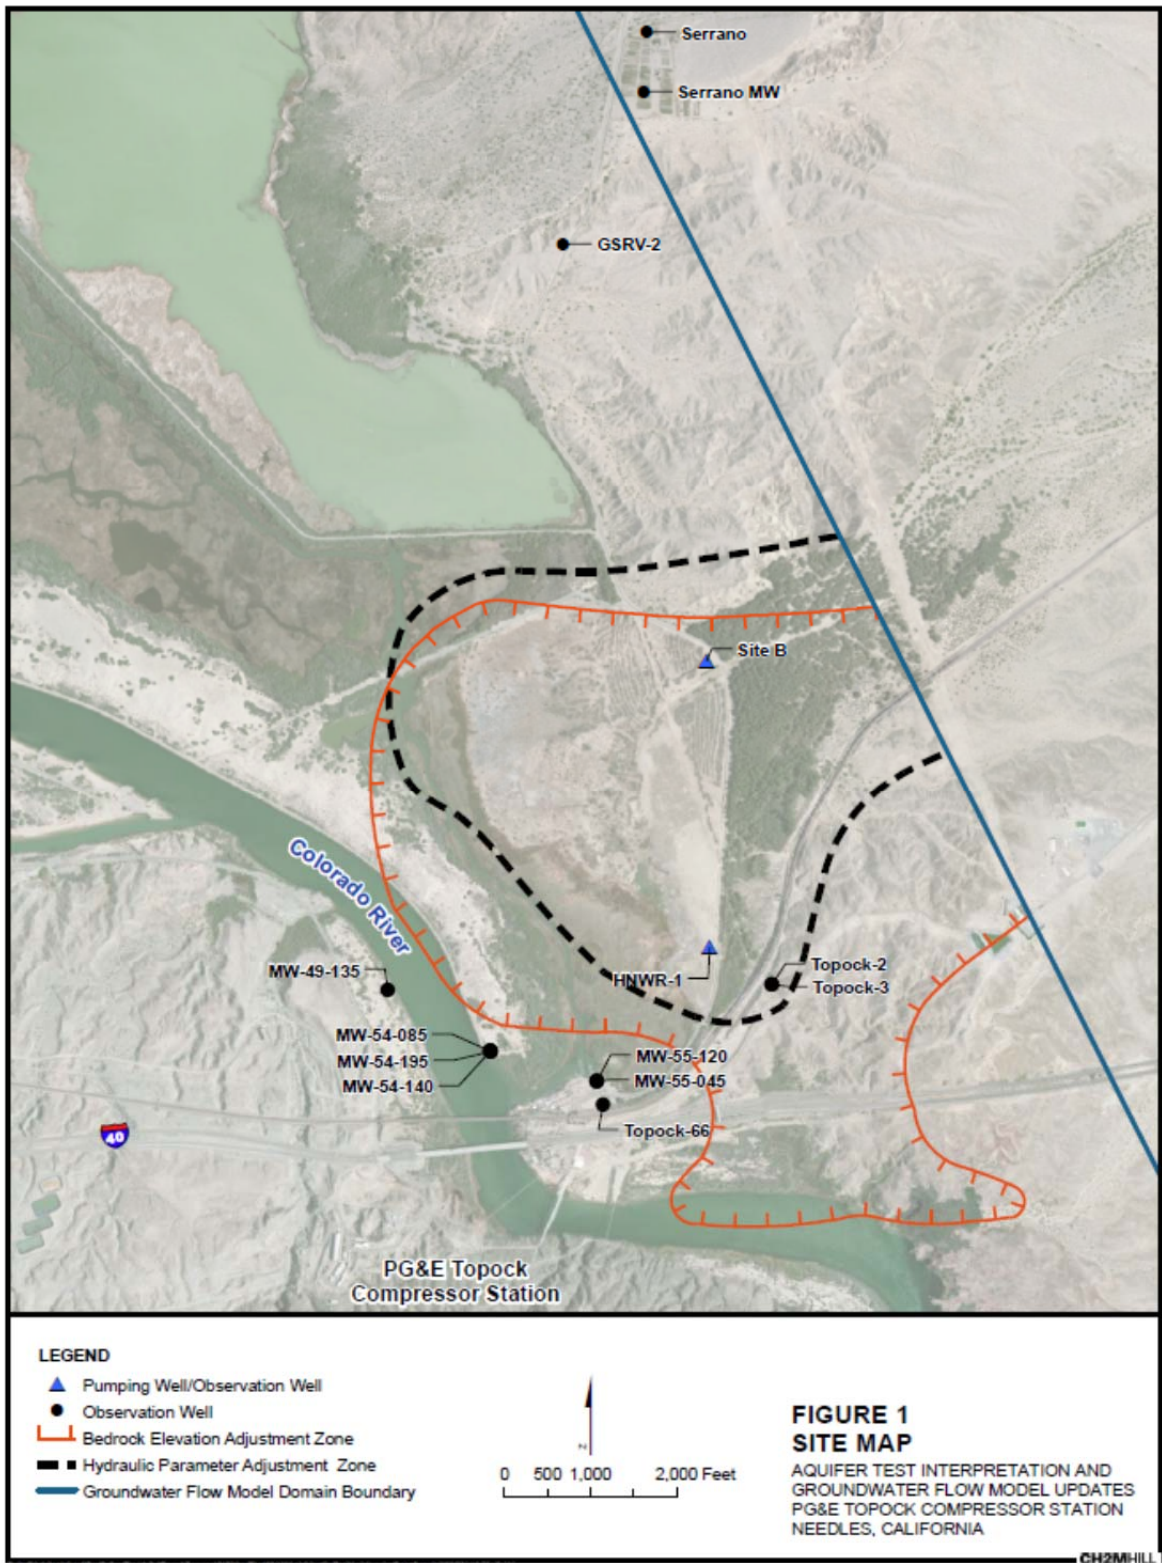 Serrano
Serrano MW
GSRV-2
Site B
Colorado River
HNWR-1
Topock-2
Topock-3
MW-49-135
MW-54-085
MW-54-195
MW-54-140
MW-55-120
MW-55-045
Topock-66
40
PG&E Topock
Compressor Station
LEGEND
Pumping Well/Observation Well
Observation Well
Bedrock Elevation Adjustment Zone
Hydraulic Parameter Adjustment Zone
Groundwater Flow Model Domain Boundary
N
0 500 1,000 2,000 Feet
FIGURE 1
SITE MAP
AQUIFER TEST INTERPRETATION AND
GROUNDWATER FLOW MODEL UPDATES
PG&E TOPOCK COMPRESSOR STATION
NEEDLES, CALIFORNIA
CH2MHILL